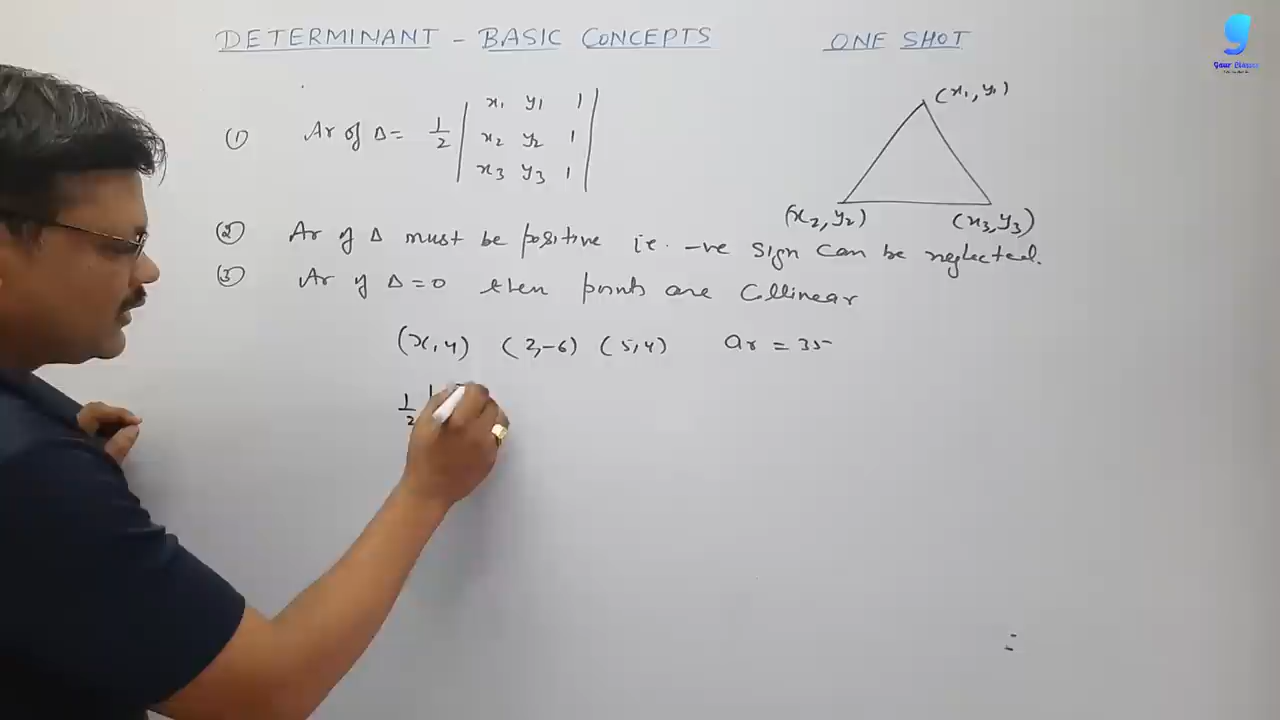 DETERMINANT - BASIC CONCEPTS ONE SHOT
Gaur Classes
(1) Ar of Δ = 1/2 | x₁ y₁ 1 |
| x₂ y₂ 1 |
| x₃ y₃ 1 |
(x₁, y₁)
(x₂, y₂) (x₃, y₃)
(2) Ar of Δ must be positive i.e. -ve sign can be neglected.
(3) Ar of Δ = 0 then points are Collinear
(x, 4) (2, -6) (5, 4) ar = 35
1/2 |
=